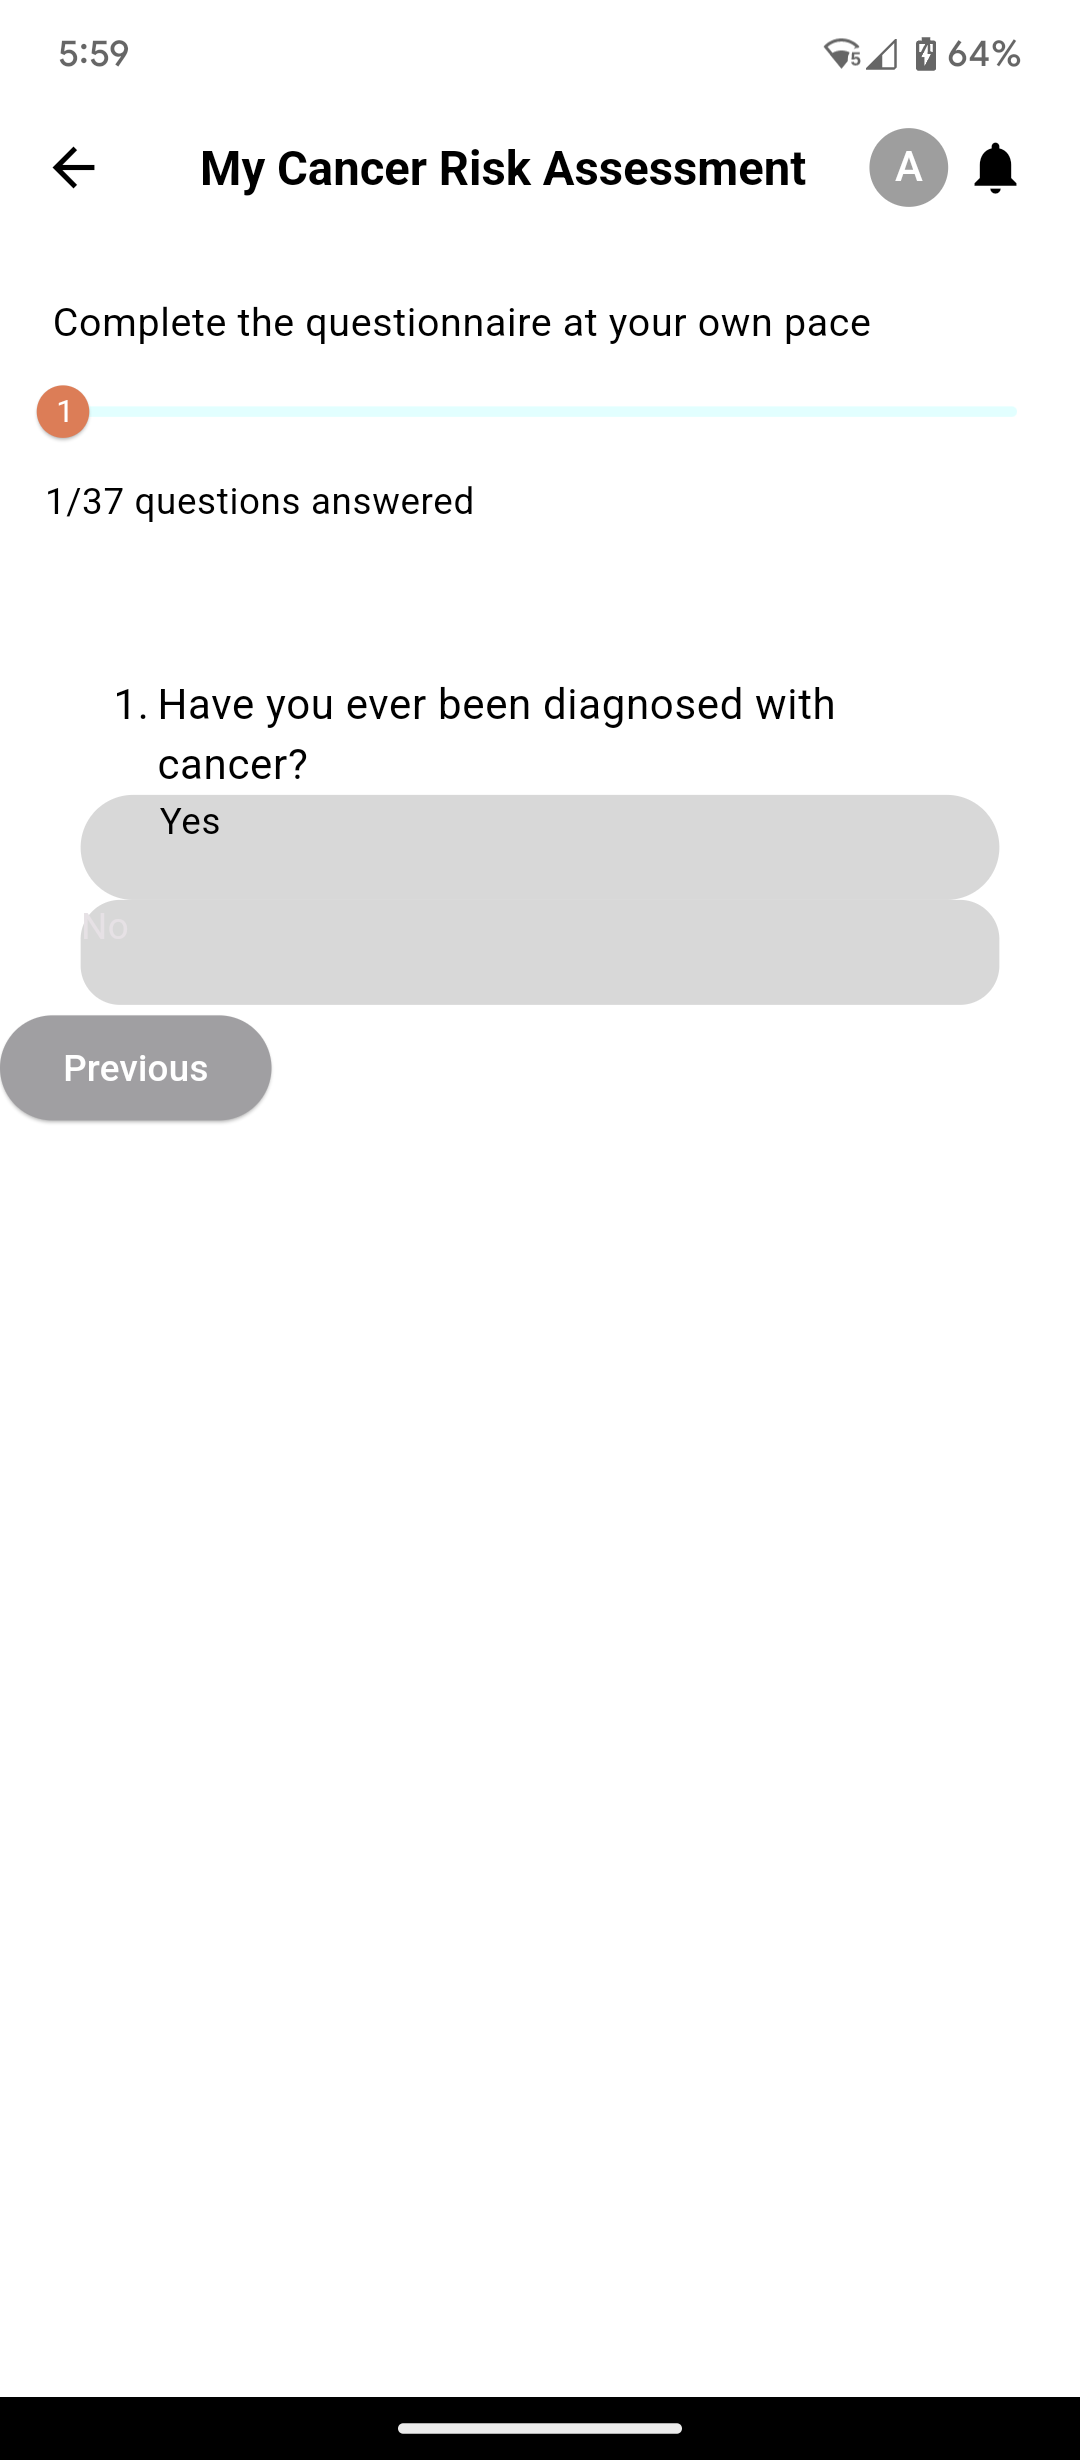 5:59
5
64%
My Cancer Risk Assessment
A
Complete the questionnaire at your own pace
1
1/37 questions answered
1. Have you ever been diagnosed with
cancer?
Yes
No
Previous